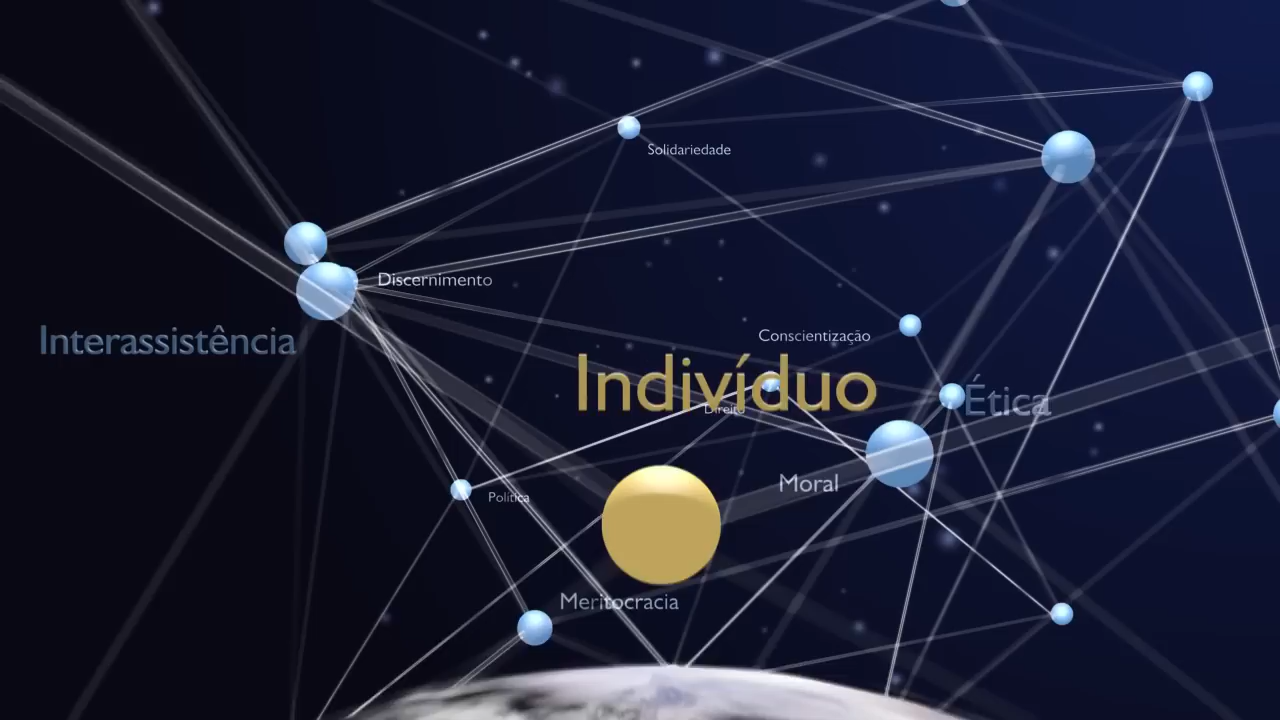 Solidariedade
Discernimento
Interassistência
Conscientização
Indivíduo
Direito
Ética
Moral
Política
Meritocracia